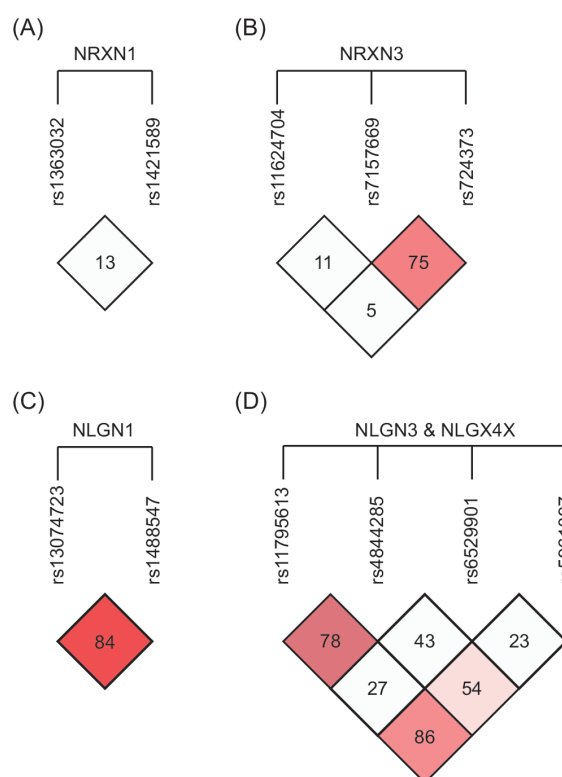 (A)
NRXN1
rs1363032
rs1421589
13
(B)
NRXN3
rs11624704
rs7157669
rs724373
11
75
5
(C)
NLGN1
rs13074723
rs1488547
84
(D)
NLGN3 & NLGX4X
rs11795613
rs4844285
rs6529901
78
43
23
27
54
86